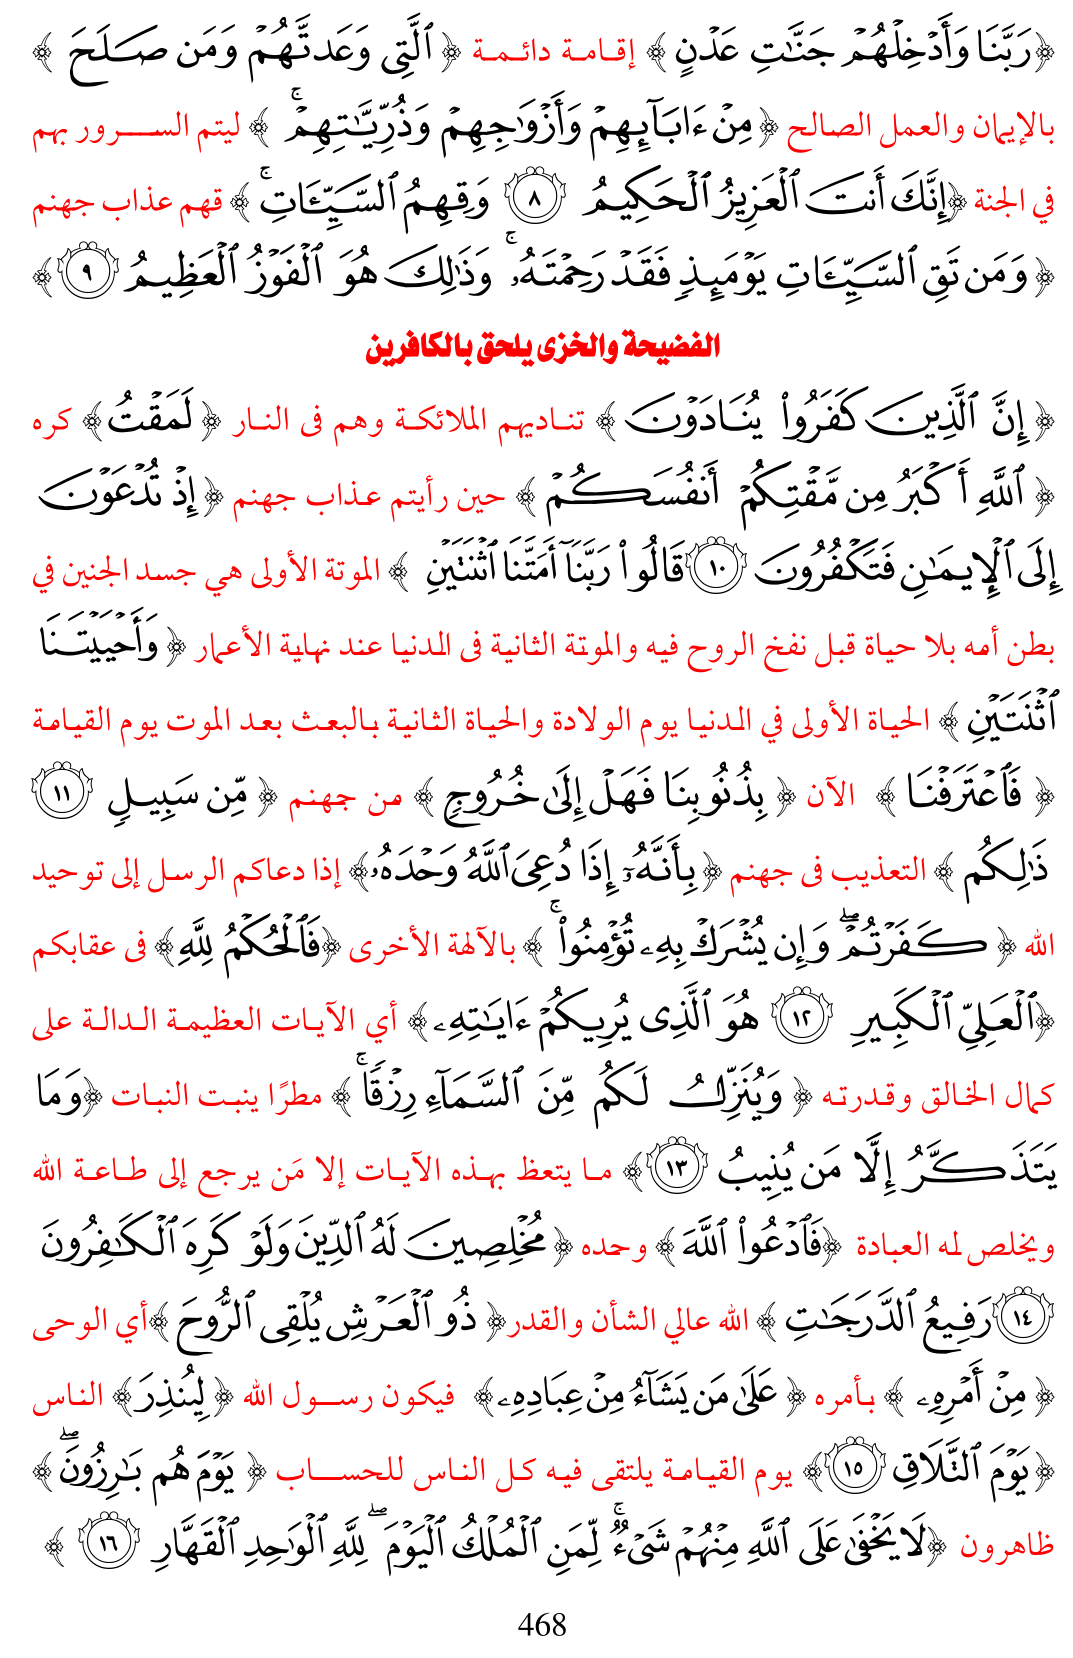 ﴿رَبَّنَا وَأَدْخِلْهُمْ جَنَّٰتِ عَدْنٍ﴾ إقامة دائمة ﴿ٱلَّتِى وَعَدتَّهُمْ وَمَن صَلَحَ﴾
بالإيمان والعمل الصالح ﴿مِنْ ءَابَآئِهِمْ وَأَزْوَٰجِهِمْ وَذُرِّيَّٰتِهِمْ ۚ﴾ ليتم السرور بهم
في الجنة ﴿إِنَّكَ أَنتَ ٱلْعَزِيزُ ٱلْحَكِيمُ ٨ وَقِهِمُ ٱلسَّيِّـَٔاتِ ۚ﴾ قهم عذاب جهنم
﴿وَمَن تَقِ ٱلسَّيِّـَٔاتِ يَوْمَئِذٍ فَقَدْ رَحِمْتَهُۥ ۚ وَذَٰلِكَ هُوَ ٱلْفَوْزُ ٱلْعَظِيمُ ٩﴾
الفضيحة والخزى يلحق بالكافرين
﴿إِنَّ ٱلَّذِينَ كَفَرُوا۟ يُنَادَوْنَ﴾ تناديهم الملائكة وهم فى النار ﴿لَمَقْتُ﴾ كره
﴿ٱللَّهِ أَكْبَرُ مِن مَّقْتِكُمْ أَنفُسَكُمْ﴾ حين رأيتم عذاب جهنم ﴿إِذْ تُدْعَوْنَ
إِلَى ٱلْإِيمَٰنِ فَتَكْفُرُونَ ١٠ قَالُوا۟ رَبَّنَآ أَمَتَّنَا ٱثْنَتَيْنِ﴾ الموتة الأولى هي جسد الجنين في
بطن أمه بلا حياة قبل نفخ الروح فيه والموتة الثانية فى الدنيا عند نهاية الأعمار ﴿وَأَحْيَيْتَنَا
ٱثْنَتَيْنِ﴾ الحياة الأولى في الدنيا يوم الولادة والحياة الثانية بالبعث بعد الموت يوم القيامة
﴿فَٱعْتَرَفْنَا﴾ الآن ﴿بِذُنُوبِنَا فَهَلْ إِلَىٰ خُرُوجٍ﴾ من جهنم ﴿مِّن سَبِيلٍ ١١
ذَٰلِكُم﴾ التعذيب فى جهنم ﴿بِأَنَّهُۥٓ إِذَا دُعِىَ ٱللَّهُ وَحْدَهُۥ﴾ إذا دعاكم الرسل إلى توحيد
الله ﴿كَفَرْتُمْ ۖ وَإِن يُشْرَكْ بِهِۦ تُؤْمِنُوا۟ ۚ﴾ بالآلهة الأخرى ﴿فَٱلْحُكْمُ لِلَّهِ﴾ فى عقابكم
﴿ٱلْعَلِىِّ ٱلْكَبِيرِ ١٢ هُوَ ٱلَّذِى يُرِيكُمْ ءَايَٰتِهِۦ﴾ أي الآيات العظيمة الدالة على
كمال الخالق وقدرته ﴿وَيُنَزِّلُ لَكُم مِّنَ ٱلسَّمَآءِ رِزْقًا ۚ﴾ مطرًا ينبت النبات ﴿وَمَا
يَتَذَكَّرُ إِلَّا مَن يُنِيبُ ١٣﴾ ما يتعظ بهذه الآيات إلا مَن يرجع إلى طاعة الله
ويخلص له العبادة ﴿فَٱدْعُوا۟ ٱللَّهَ﴾ وحده ﴿مُخْلِصِينَ لَهُ ٱلدِّينَ وَلَوْ كَرِهَ ٱلْكَٰفِرُونَ
١٤ رَفِيعُ ٱلدَّرَجَٰتِ﴾ الله عالي الشأن والقدر ﴿ذُو ٱلْعَرْشِ يُلْقِى ٱلرُّوحَ﴾ أي الوحى
﴿مِنْ أَمْرِهِۦ﴾ بأمره ﴿عَلَىٰ مَن يَشَآءُ مِنْ عِبَادِهِۦ﴾ فيكون رسول الله ﴿لِيُنذِرَ﴾ الناس
﴿يَوْمَ ٱلتَّلَاقِ ١٥﴾ يوم القيامة يلتقى فيه كل الناس للحساب ﴿يَوْمَ هُم بَٰرِزُونَ ۖ﴾
ظاهرون ﴿لَا يَخْفَىٰ عَلَى ٱللَّهِ مِنْهُمْ شَىْءٌ ۚ لِّمَنِ ٱلْمُلْكُ ٱلْيَوْمَ ۖ لِلَّهِ ٱلْوَٰحِدِ ٱلْقَهَّارِ ١٦﴾
468